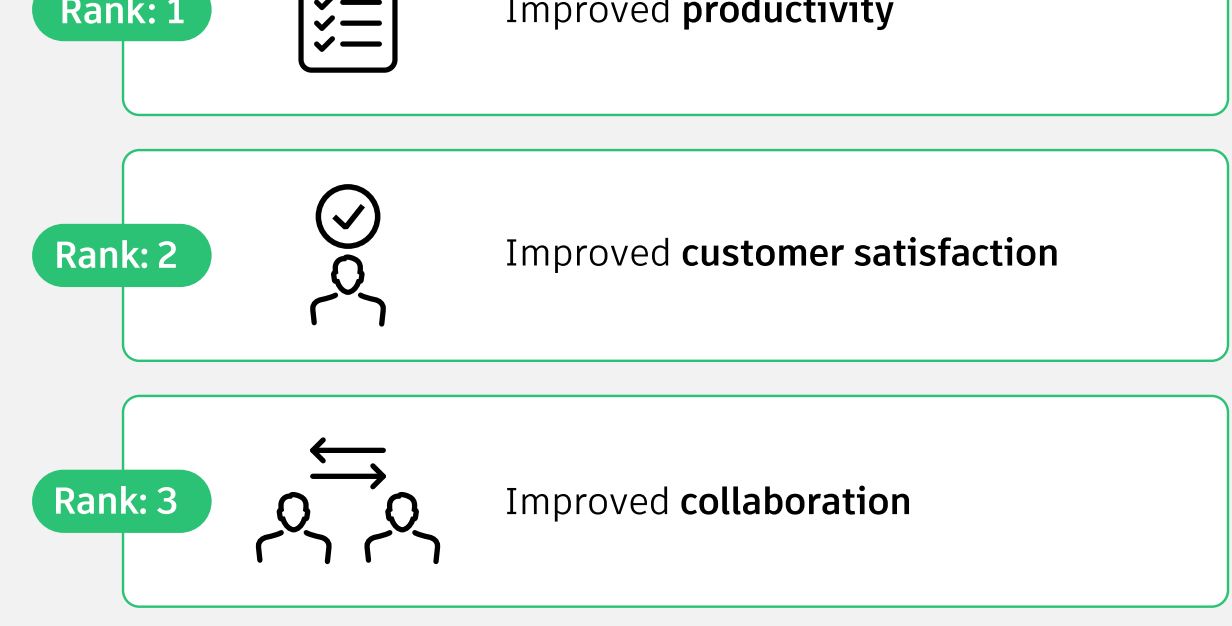 Rank: 1
Improved productivity
Rank: 2
Improved customer satisfaction
Rank: 3
Improved collaboration